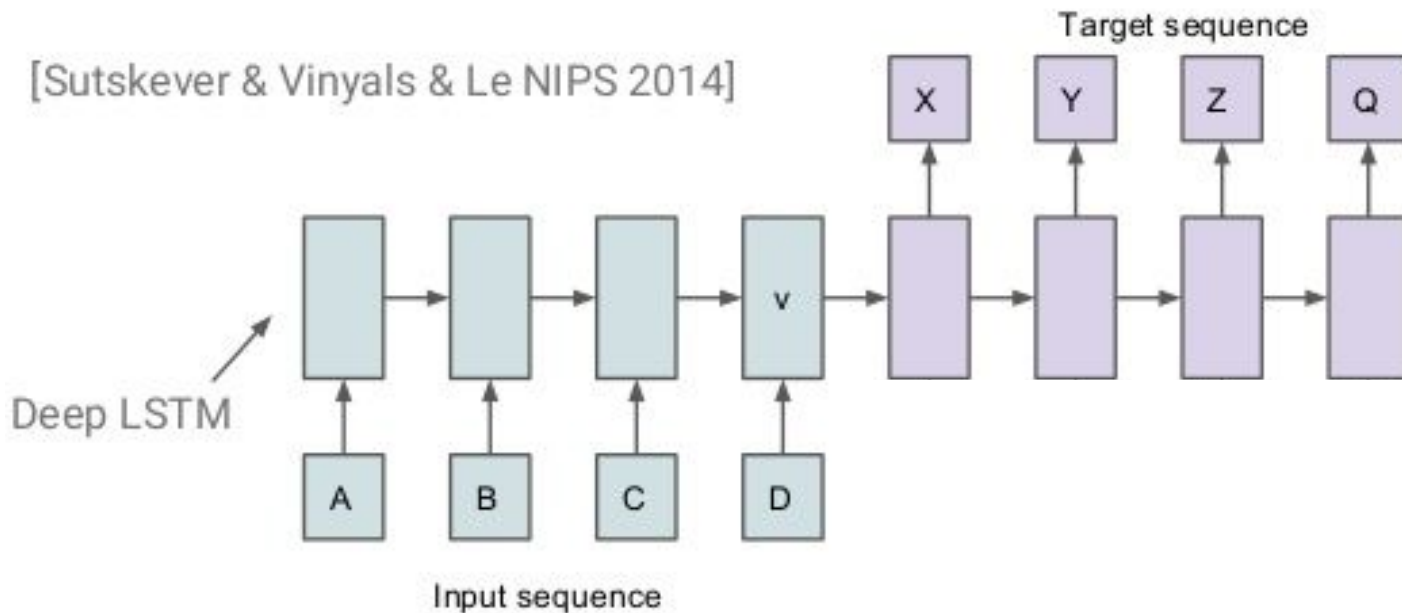 Target sequence
[Sutskever & Vinyals & Le NIPS 2014]
X Y Z Q
v
Deep LSTM
A B C D
Input sequence